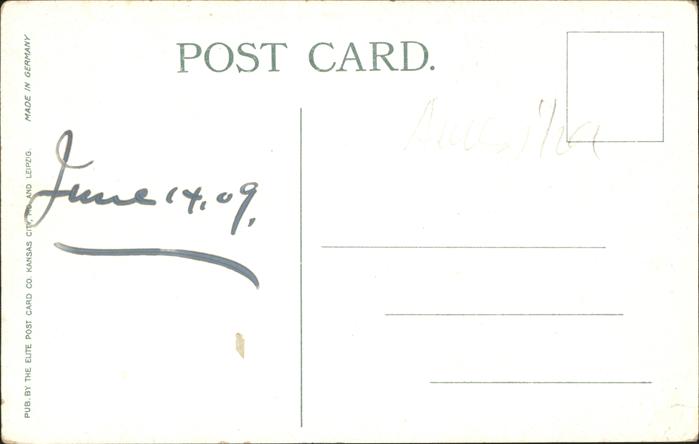 POST CARD.
MADE IN GERMANY
PUB. BY THE ELITE POST CARD CO. KANSAS CITY, MO. AND LEIPZIG.
June 14, 09.